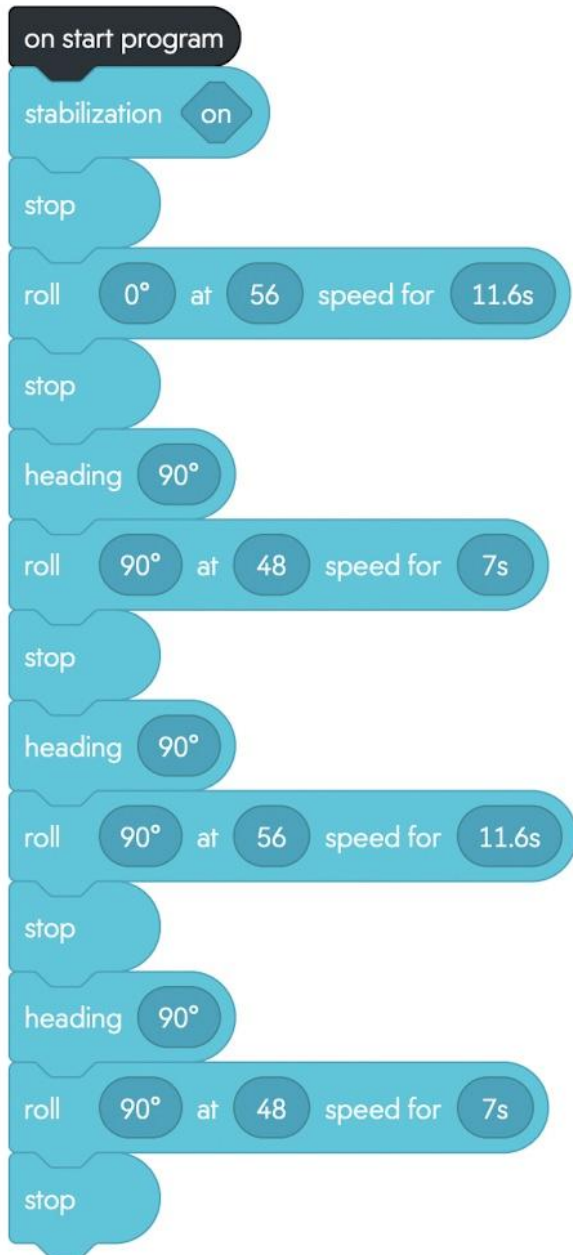 on start program
stabilization on
stop
roll 0° at 56 speed for 11.6s
stop
heading 90°
roll 90° at 48 speed for 7s
stop
heading 90°
roll 90° at 56 speed for 11.6s
stop
heading 90°
roll 90° at 48 speed for 7s
stop